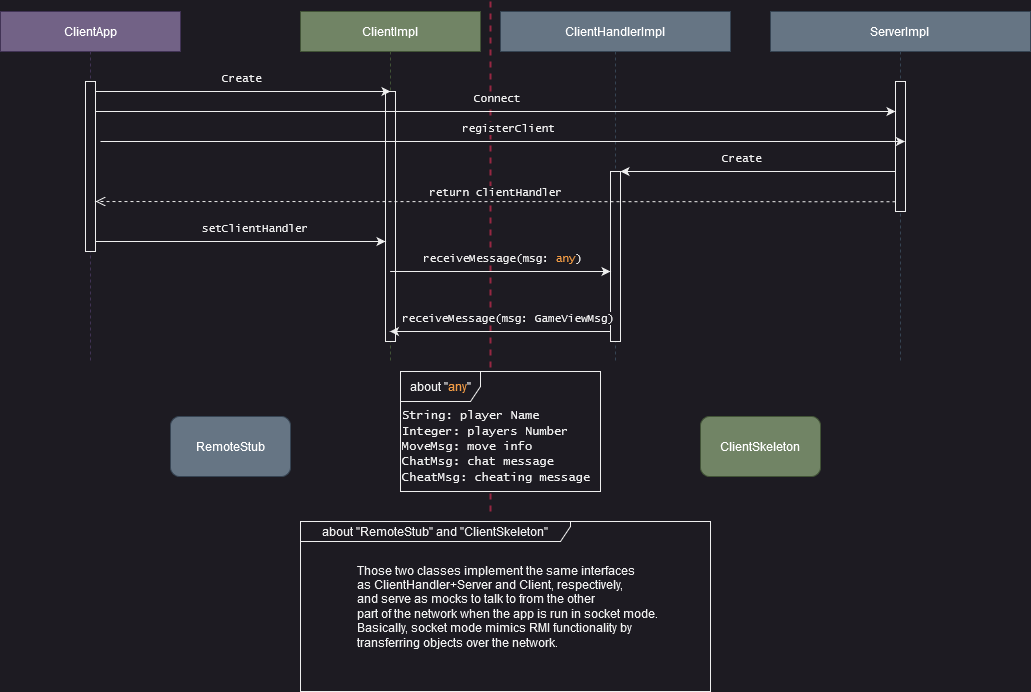 ClientApp
ClientImpl
ClientHandlerImpl
ServerImpl
Create
Connect
registerClient
Create
return clientHandler
setClientHandler
receiveMessage(msg: any)
receiveMessage(msg: GameViewMsg)
about "any"
String: player Name
Integer: players Number
MoveMsg: move info
ChatMsg: chat message
CheatMsg: cheating message
RemoteStub
ClientSkeleton
about "RemoteStub" and "ClientSkeleton"
Those two classes implement the same interfaces
as ClientHandler+Server and Client, respectively,
and serve as mocks to talk to from the other
part of the network when the app is run in socket mode.
Basically, socket mode mimics RMI functionality by
transferring objects over the network.